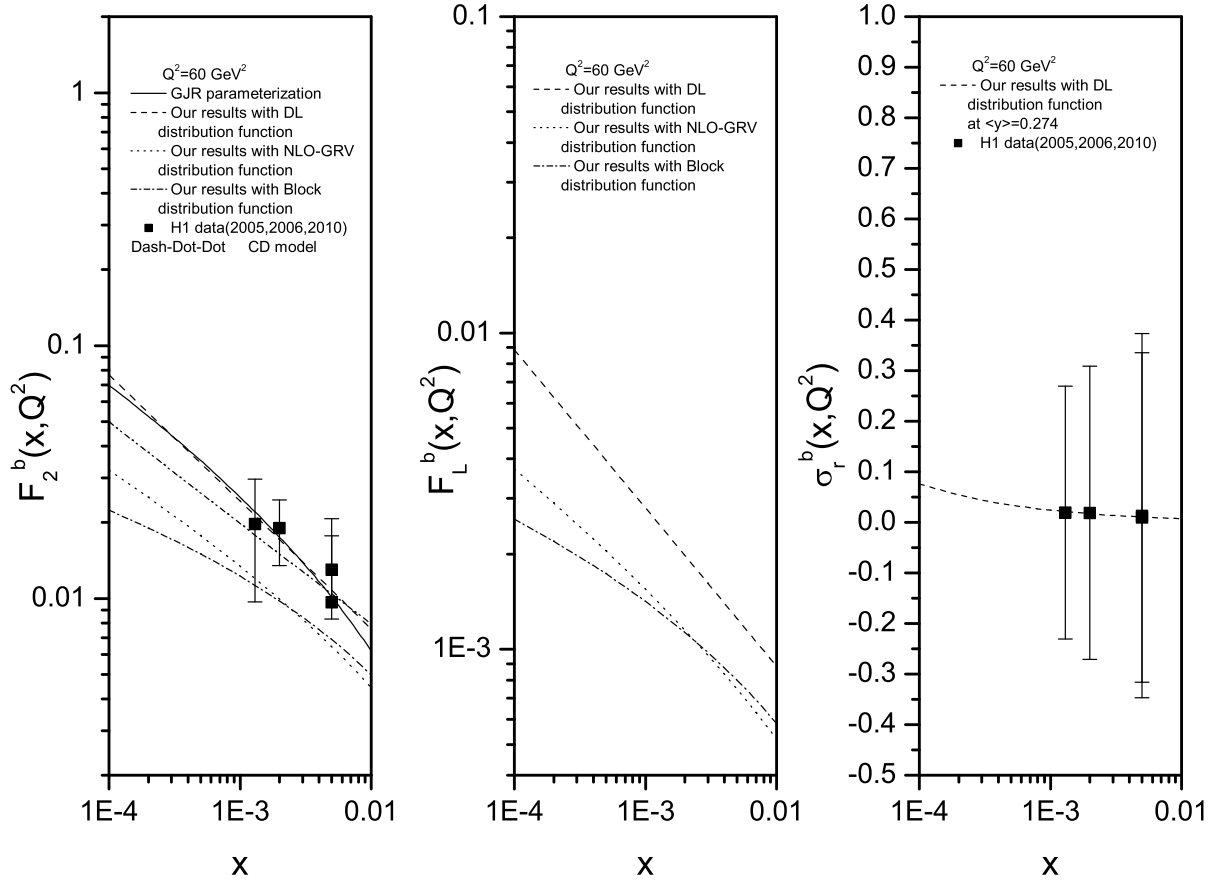 Q²=60 GeV²
GJR parameterization
Our results with DL
distribution function
Our results with NLO-GRV
distribution function
Our results with Block
distribution function
H1 data(2005,2006,2010)
Dash-Dot-Dot CD model
1
0.1
0.01
F₂ᵇ(x,Q²)
1E-4
1E-3
0.01
x
Q²=60 GeV²
Our results with DL
distribution function
Our results with NLO-GRV
distribution function
Our results with Block
distribution function
0.1
0.01
1E-3
F_L^b(x,Q²)
1E-4
1E-3
0.01
x
Q²=60 GeV²
Our results with DL
distribution function
at <y>=0.274
H1 data(2005,2006,2010)
1.0
0.9
0.8
0.7
0.6
0.5
0.4
0.3
0.2
0.1
0.0
-0.1
-0.2
-0.3
-0.4
-0.5
σᵣᵇ(x,Q²)
1E-4
1E-3
0.01
x